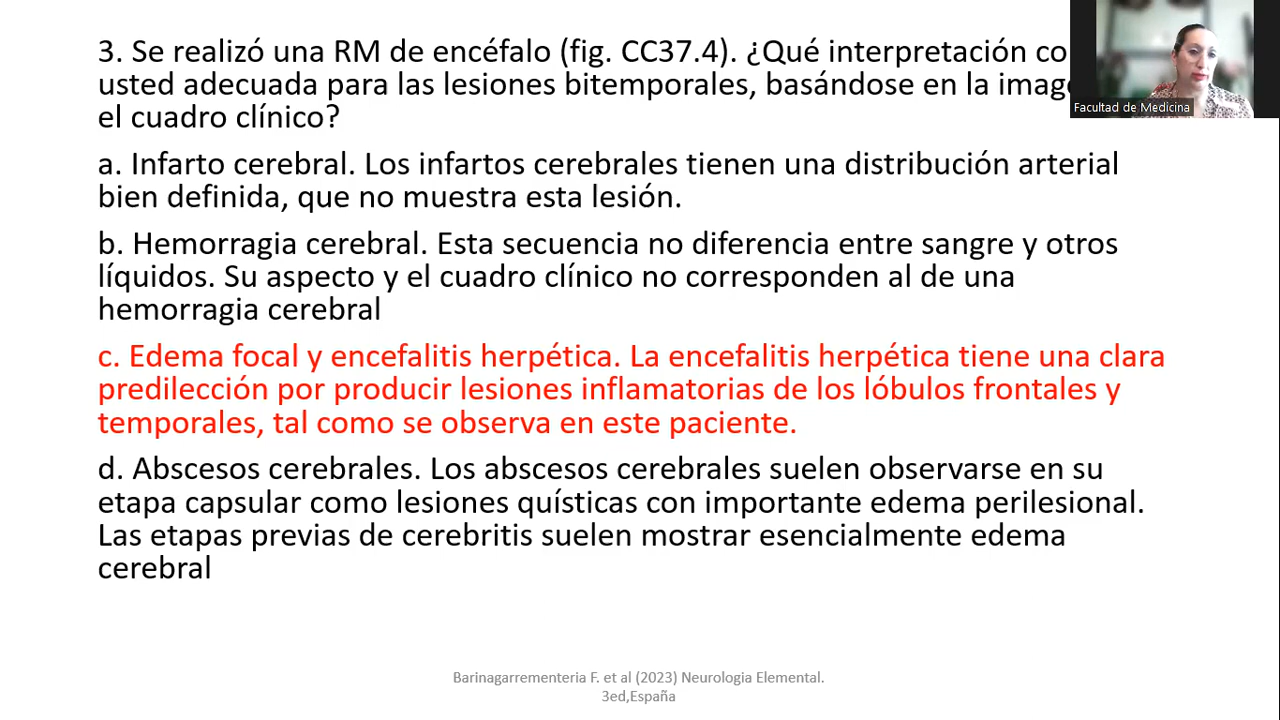 3. Se realizó una RM de encéfalo (fig. CC37.4). ¿Qué interpretación co
usted adecuada para las lesiones bitemporales, basándose en la imag
el cuadro clínico?
a. Infarto cerebral. Los infartos cerebrales tienen una distribución arterial
bien definida, que no muestra esta lesión.
b. Hemorragia cerebral. Esta secuencia no diferencia entre sangre y otros
líquidos. Su aspecto y el cuadro clínico no corresponden al de una
hemorragia cerebral
c. Edema focal y encefalitis herpética. La encefalitis herpética tiene una clara
predilección por producir lesiones inflamatorias de los lóbulos frontales y
temporales, tal como se observa en este paciente.
d. Abscesos cerebrales. Los abscesos cerebrales suelen observarse en su
etapa capsular como lesiones quísticas con importante edema perilesional.
Las etapas previas de cerebritis suelen mostrar esencialmente edema
cerebral
Barinagarrementeria F. et al (2023) Neurologia Elemental.
3ed,España
Facultad de Medicina